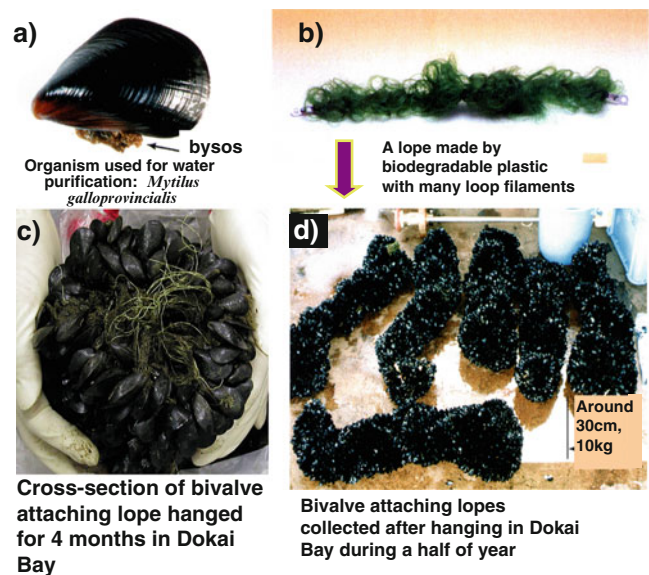 a)
bysos
Organism used for water
purification: Mytilus
galloprovincialis
b)
A lope made by
biodegradable plastic
with many loop filaments
c)
Cross-section of bivalve
attaching lope hanged
for 4 months in Dokai
Bay
d)
Around
30cm,
10kg
Bivalve attaching lopes
collected after hanging in Dokai
Bay during a half of year